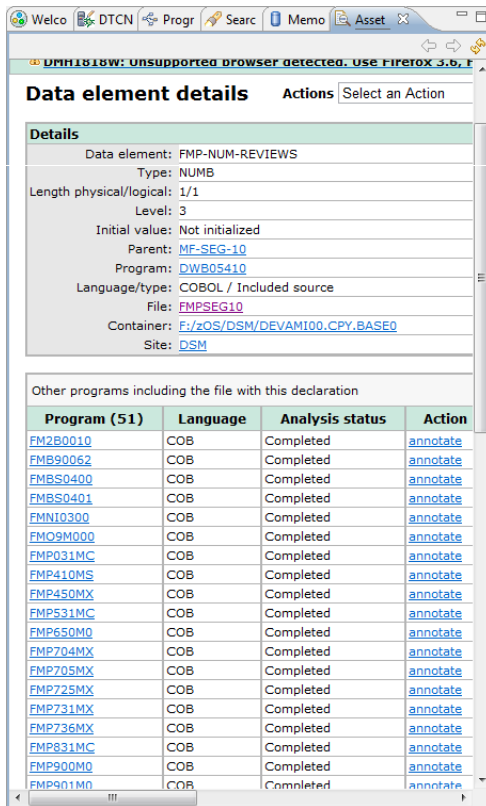 Welco DTCN Progr Searc Memo Asset
DMH1818W: Unsupported browser detected. Use Firefox 3.6, F
Data element details Actions Select an Action
Details
Data element: FMP-NUM-REVIEWS
Type: NUMB
Length physical/logical: 1/1
Level: 3
Initial value: Not initialized
Parent: MF-SEG-10
Program: DWB05410
Language/type: COBOL / Included source
File: FMPSEG10
Container: F:/zOS/DSM/DEVAMI00.CPY.BASE0
Site: DSM
Other programs including the file with this declaration
Program (51) Language Analysis status Action
FM2B0010 COB Completed annotate
FMB90062 COB Completed annotate
FMBS0400 COB Completed annotate
FMBS0401 COB Completed annotate
FMNI0300 COB Completed annotate
FMO9M000 COB Completed annotate
FMP031MC COB Completed annotate
FMP410MS COB Completed annotate
FMP450MX COB Completed annotate
FMP531MC COB Completed annotate
FMP650M0 COB Completed annotate
FMP704MX COB Completed annotate
FMP705MX COB Completed annotate
FMP725MX COB Completed annotate
FMP731MX COB Completed annotate
FMP736MX COB Completed annotate
FMP831MC COB Completed annotate
FMP900M0 COB Completed annotate
FMP901M0 COB Completed annotate